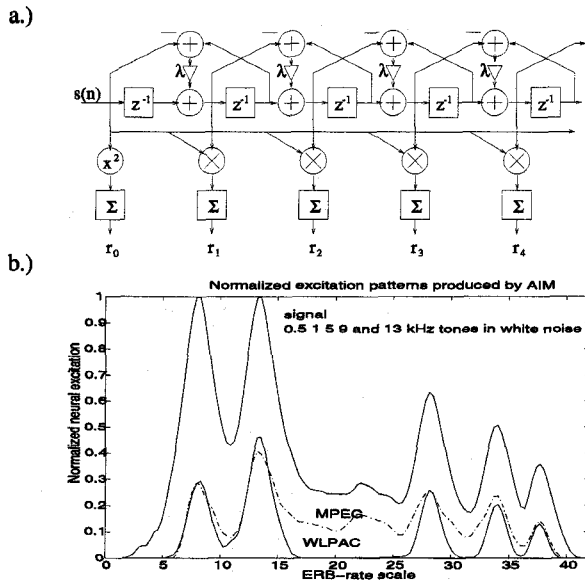 a.)
− − − −
+ + + +
λ λ λ λ
s(n) z⁻¹ + z⁻¹ + z⁻¹ + z⁻¹ + z⁻¹
x² × × × ×
Σ Σ Σ Σ Σ
r₀ r₁ r₂ r₃ r₄
b.)
Normalized excitation patterns produced by AIM
signal
0.5 1 5 9 and 13 kHz tones in white noise
Normalized neural excitation
1
0.9
0.8
0.7
0.6
0.5
0.4
0.3
0.2
0.1
0
MPEG
WLPAC
0 5 10 15 20 25 30 35 40
ERB-rate scale